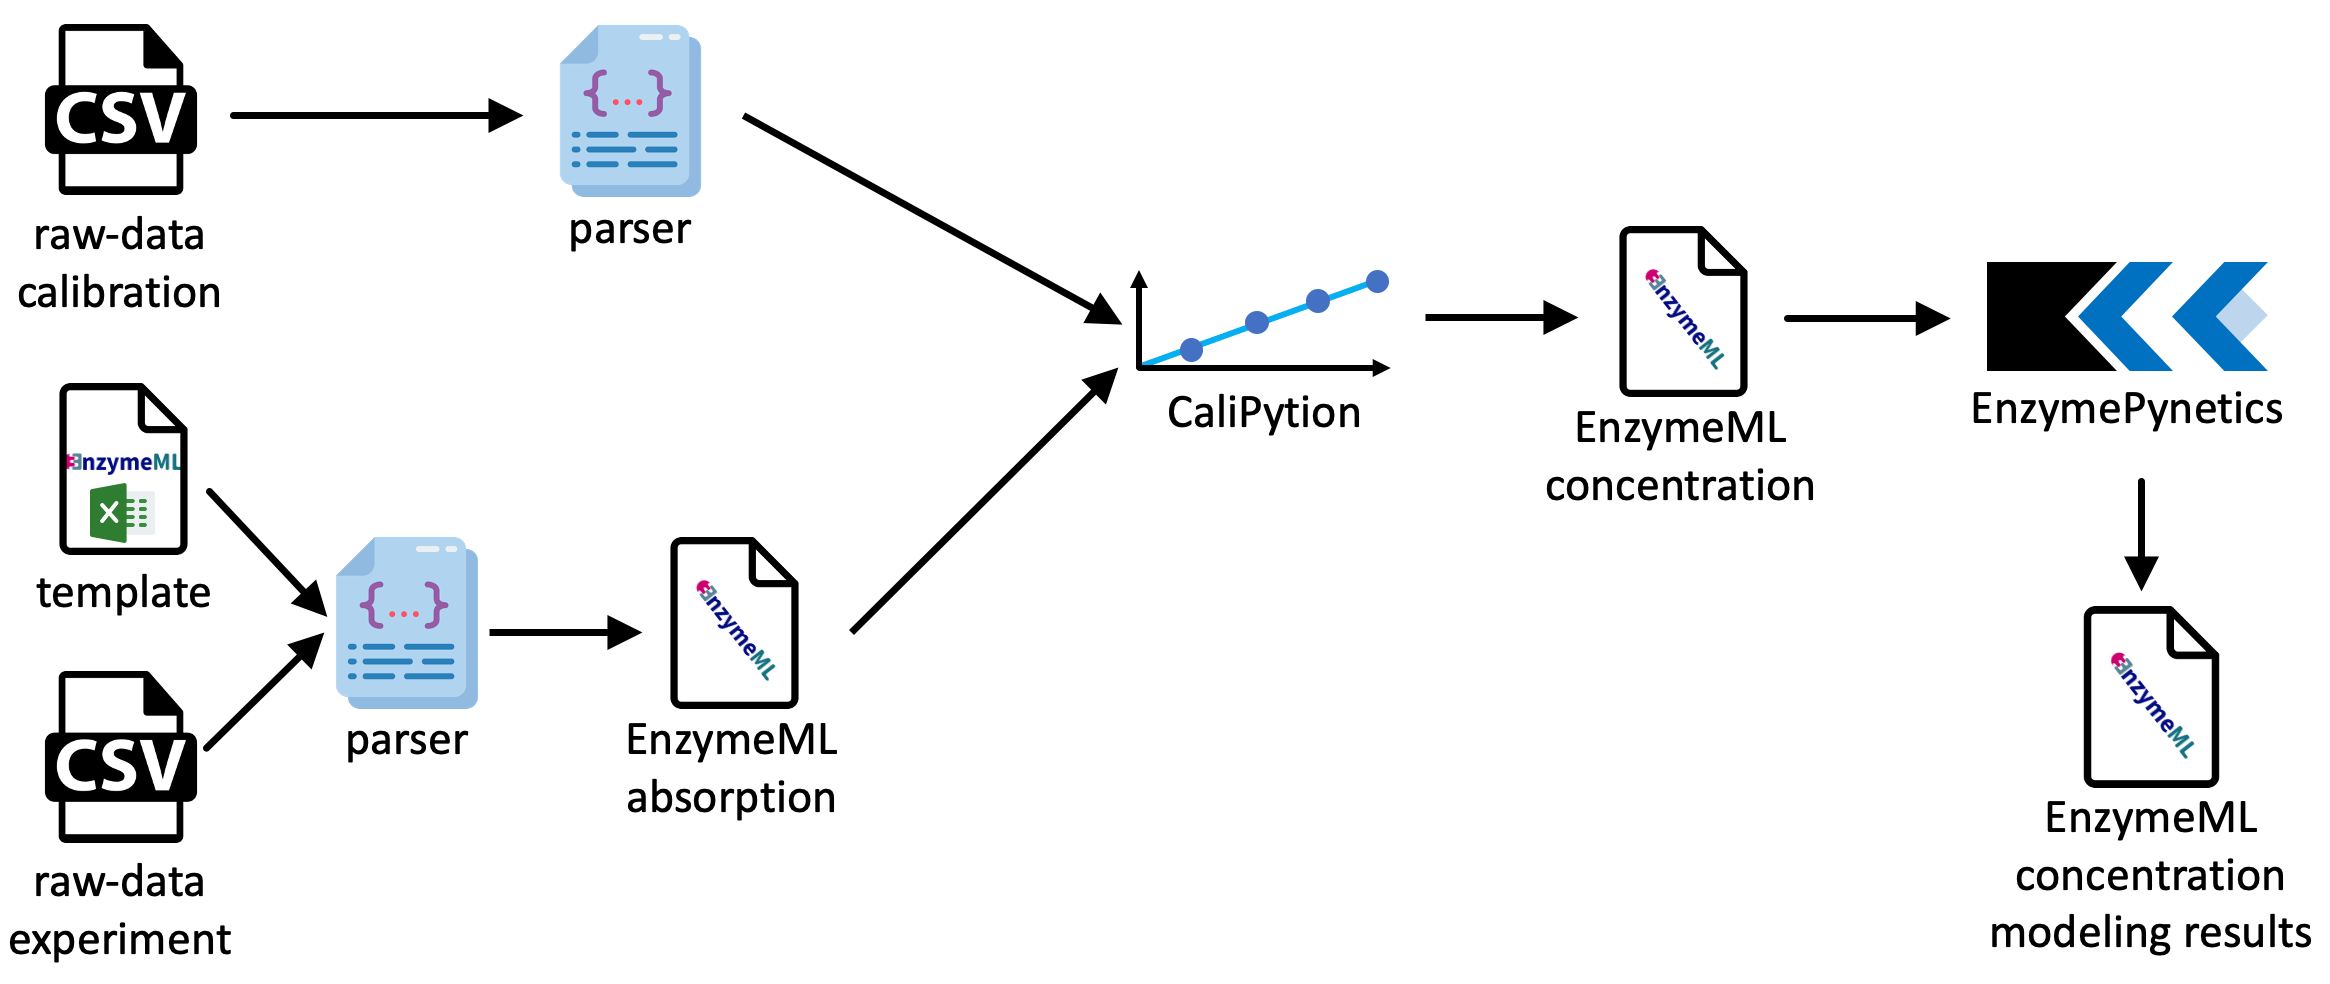 CSV
raw-data
calibration
{...}
parser
EnzymeML
X
template
CSV
raw-data
experiment
{...}
parser
EnzymeML
EnzymeML
absorption
CaliPytion
EnzymeML
EnzymeML
concentration
EnzymePynetics
EnzymeML
EnzymeML
concentration
modeling results